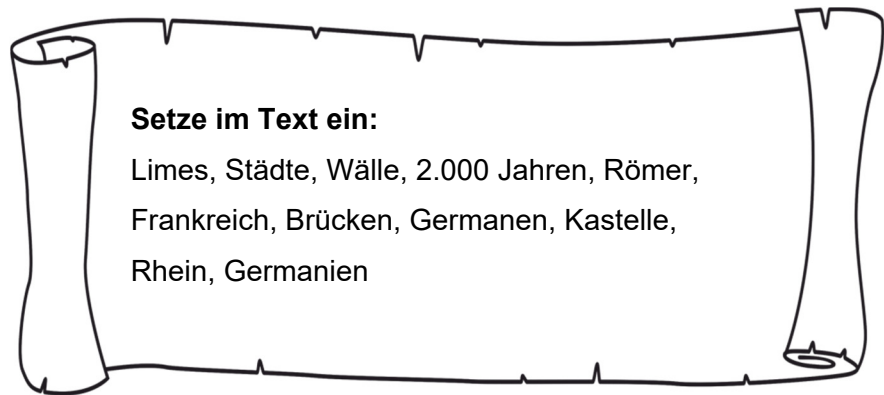 Setze im Text ein:
Limes, Städte, Wälle, 2.000 Jahren, Römer,
Frankreich, Brücken, Germanen, Kastelle,
Rhein, Germanien